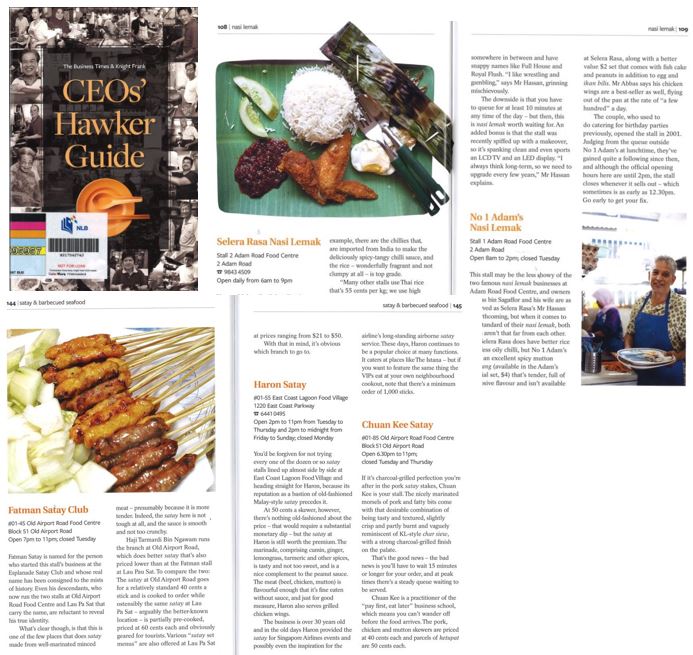 The Business Times & Knight Frank
CEOs'
Hawker
Guide
NLB
NOT FOR LOAN
108 | nasi lemak
Selera Rasa Nasi Lemak
Stall 2 Adam Road Food Centre
2 Adam Road
☎ 9843 4509
Open daily from 6am to 9pm
example, there are the chillies that,
are imported from India to make the
deliciously spicy-tangy chilli sauce, and
the rice – wonderfully fragrant and not
clumpy at all – is top grade.
"Many other stalls use Thai rice
that's 55 cents per kg; we use high
nasi lemak | 109
somewhere in between and have
snappy names like Full House and
Royal Flush. "I like wrestling and
gambling," says Mr Hassan, grinning
mischievously.
The downside is that you have
to queue for at least 10 minutes at
any time of the day – but then, this
is nasi lemak worth waiting for. An
added bonus is that the stall was
recently spiffed up with a makeover,
so it's spanking clean and even sports
an LCD TV and an LED display. "I
always think long-term, so we need to
upgrade every few years," Mr Hassan
explains.
No 1 Adam's
Nasi Lemak
Stall 1 Adam Road Food Centre
2 Adam Road
Open 8am to 2pm; closed Tuesday
This stall may be the less showy of the
two famous nasi lemak businesses at
Adam Road Food Centre, and owners
s bin Sagaffor and his wife are as
ved as Selera Rasa's Mr Hassan
thcoming, but when it comes to
tandard of their nasi lemak, both
aren't that far from each other.
elera Rasa does have better rice
ess oily chilli, but No 1 Adam's
an excellent spicy mutton
ang (available in the Adam's
ial set, $4) that's tender, full of
sive flavour and isn't available
at Selera Rasa, along with a better
value $2 set that comes with fish cake
and peanuts in addition to egg and
ikan bilis. Mr Abbas says his chicken
wings are a best-seller as well, flying
out of the pan at the rate of "a few
hundred" a day.
The couple, who used to
do catering for birthday parties
previously, opened the stall in 2001.
Judging from the queue outside
No 1 Adam's at lunchtime, they've
gained quite a following since then,
and although the official opening
hours here are until 2pm, the stall
closes whenever it sells out – which
sometimes is as early as 12.30pm.
Go early to get your fix.
144 | satay & barbecued seafood
Fatman Satay Club
#01-45 Old Airport Road Food Centre
Block 51 Old Airport Road
Open 7pm to 11pm; closed Tuesday
Fatman Satay is named for the person
who started this stall's business at the
Esplanade Satay Club and whose real
name has been consigned to the mists
of history. Even his descendants, who
now run the two stalls at Old Airport
Road Food Centre and Lau Pa Sat that
carry the name, are reluctant to reveal
his true identity.
What's clear, though, is that this is
one of the few places that does satay
made from well-marinated minced
meat – presumably because it is more
tender. Indeed, the satay here is not
tough at all, and the sauce is smooth
and not too crunchy.
Haji Tarmardi Bin Ngawam runs
the branch at Old Airport Road,
which does better satay that's also
priced lower than at the Fatman stall
at Lau Pau Sat. To compare the two:
The satay at Old Airport Road goes
for a relatively standard 40 cents a
stick and is cooked to order while
ostensibly the same satay at Lau
Pa Sat – arguably the better-known
location – is partially pre-cooked,
priced at 60 cents each and obviously
geared for tourists. Various "satay set
menus" are also offered at Lau Pa Sat
satay & barbecued seafood | 145
at prices ranging from $21 to $50.
With that in mind, it's obvious
which branch to go to.
Haron Satay
#01-55 East Coast Lagoon Food Village
1220 East Coast Parkway
☎ 6441 0495
Open 2pm to 11pm from Tuesday to
Thursday and 2pm to midnight from
Friday to Sunday; closed Monday
You'd be forgiven for not trying
every one of the dozen or so satay
stalls lined up almost side by side at
East Coast Lagoon Food Village and
heading straight for Haron, because its
reputation as a bastion of old-fashioned
Malay-style satay precedes it.
At 50 cents a skewer, however,
there's nothing old-fashioned about the
price – that would require a substantial
monetary dip – but the satay at
Haron is still worth the premium. The
marinade, comprising cumin, ginger,
lemongrass, turmeric and other spices,
is tasty and not too sweet, and is a
nice complement to the peanut sauce.
The meat (beef, chicken, mutton) is
flavourful enough that it's fine eaten
without sauce, and just for good
measure, Haron also serves grilled
chicken wings.
The business is over 30 years old
and in the old days Haron provided the
satay for Singapore Airlines events and
possibly even the inspiration for the
airline's long-standing airborne satay
service. These days, Haron continues to
be a popular choice at many functions.
It caters at places like The Istana – but if
you want to feature the same thing the
VIPs eat at your own neighbourhood
cookout, note that there's a minimum
order of 1,000 sticks.
Chuan Kee Satay
#01-85 Old Airport Road Food Centre
Block 51 Old Airport Road
Open 6.30pm to 11pm;
closed Tuesday and Thursday
If it's charcoal-grilled perfection you're
after in the pork satay stakes, Chuan
Kee is your stall. The nicely marinated
morsels of pork and fatty bits come
with that desirable combination of
being tasty and textured, slightly
crisp and partly burnt and vaguely
reminiscent of KL-style char siew,
with a strong charcoal-grilled finish
on the palate.
That's the good news – the bad
news is you'll have to wait 15 minutes
or longer for your order, and at peak
times there's a steady queue waiting to
be served.
Chuan Kee is a practitioner of the
"pay first, eat later" business school,
which means you can't wander off
before the food arrives. The pork,
chicken and mutton skewers are priced
at 40 cents each and parcels of ketupat
are 50 cents each.